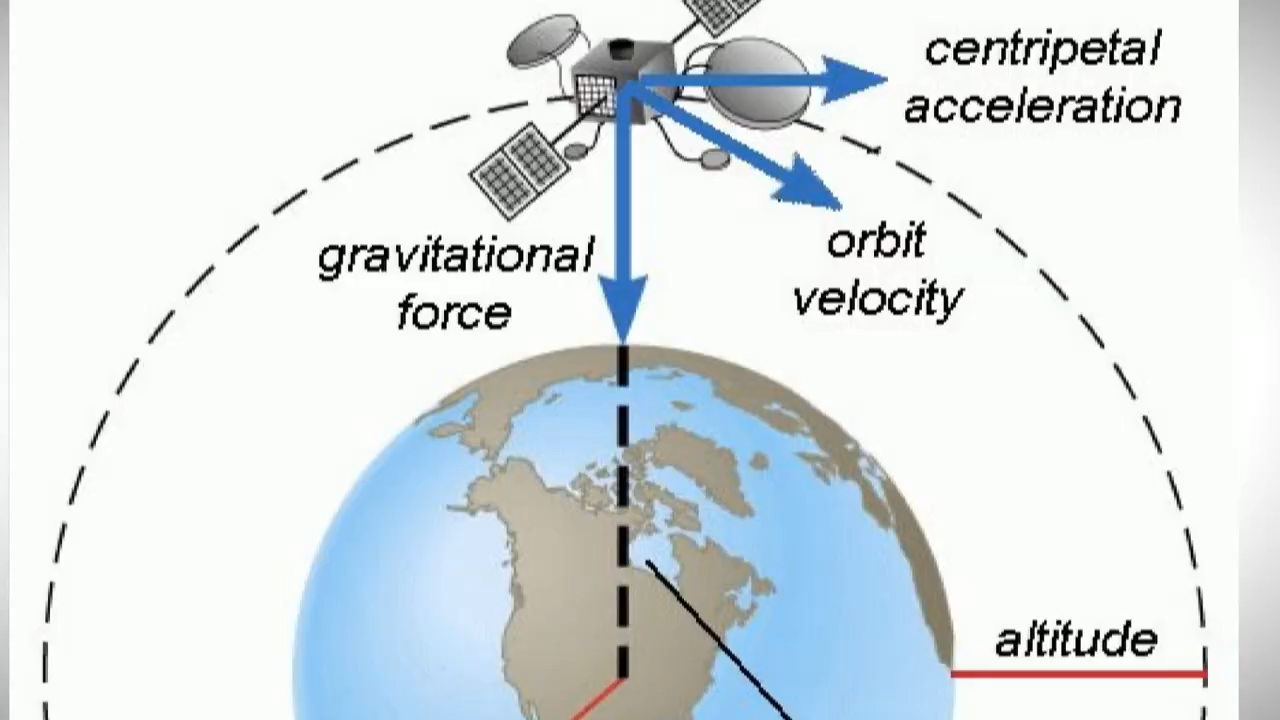 centripetal
acceleration
gravitational
force
orbit
velocity
altitude